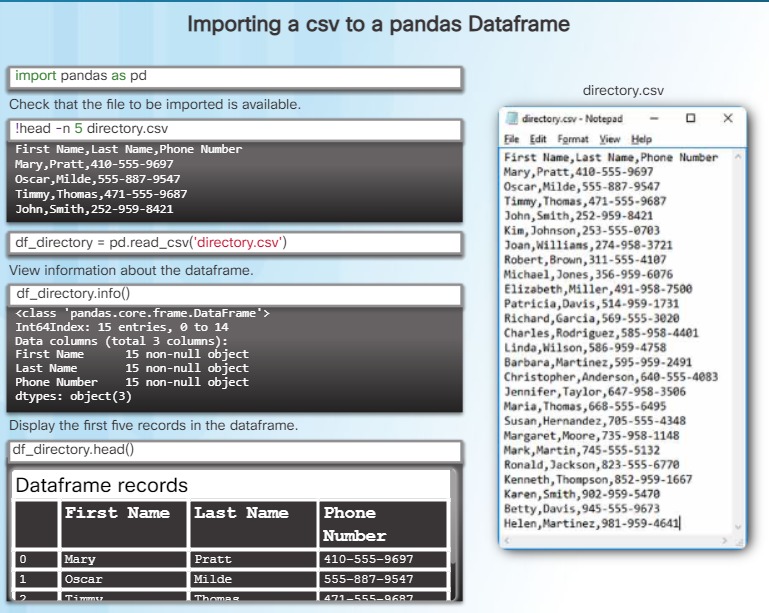 Importing a csv to a pandas Dataframe
import pandas as pd
Check that the file to be imported is available.
!head -n 5 directory.csv
First Name,Last Name,Phone Number
Mary,Pratt,410-555-9697
Oscar,Milde,555-887-9547
Timmy,Thomas,471-555-9687
John,Smith,252-959-8421
df_directory = pd.read_csv('directory.csv')
View information about the dataframe.
df_directory.info()
<class 'pandas.core.frame.DataFrame'>
Int64Index: 15 entries, 0 to 14
Data columns (total 3 columns):
First Name 15 non-null object
Last Name 15 non-null object
Phone Number 15 non-null object
dtypes: object(3)
Display the first five records in the dataframe.
df_directory.head()
Dataframe records
First Name Last Name Phone
Number
0 Mary Pratt 410-555-9697
1 Oscar Milde 555-887-9547
2 Timmy Thomas 471-555-9687
directory.csv
directory.csv - Notepad
File Edit Format View Help
First Name,Last Name,Phone Number
Mary,Pratt,410-555-9697
Oscar,Milde,555-887-9547
Timmy,Thomas,471-555-9687
John,Smith,252-959-8421
Kim,Johnson,253-555-0703
Joan,Williams,274-958-3721
Robert,Brown,311-555-4107
Michael,Jones,356-959-6076
Elizabeth,Miller,491-958-7500
Patricia,Davis,514-959-1731
Richard,Garcia,569-555-3020
Charles,Rodriguez,585-958-4401
Linda,Wilson,586-959-4758
Barbara,Martinez,595-959-2491
Christopher,Anderson,640-555-4083
Jennifer,Taylor,647-958-3506
Maria,Thomas,668-555-6495
Susan,Hernandez,705-555-4348
Margaret,Moore,735-958-1148
Mark,Martin,745-555-5132
Ronald,Jackson,823-555-6770
Kenneth,Thompson,852-959-1667
Karen,Smith,902-959-5470
Betty,Davis,945-555-9673
Helen,Martinez,981-959-4641